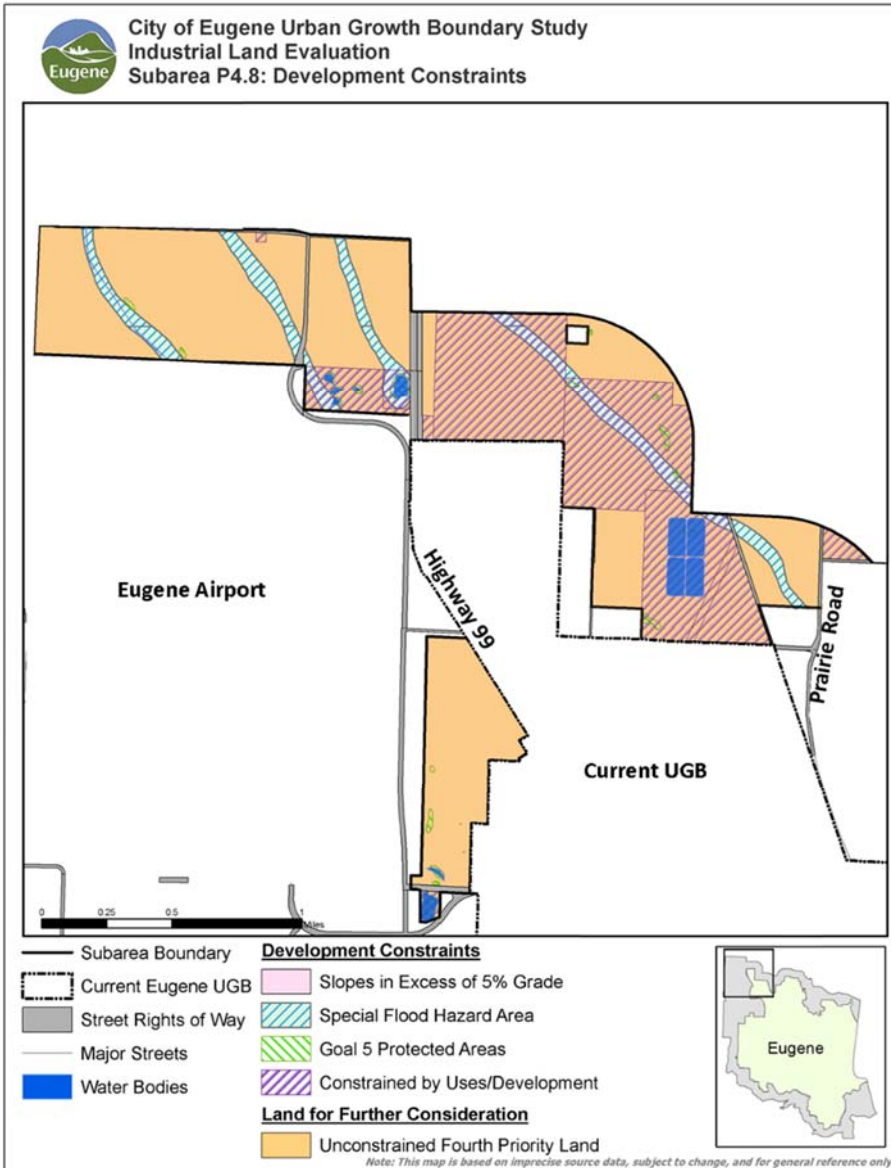 City of Eugene Urban Growth Boundary Study
Industrial Land Evaluation
Subarea P4.8: Development Constraints
Eugene
Eugene Airport
Highway 99
Prairie Road
Current UGB
0 0.25 0.5 1
Miles
Subarea Boundary
Current Eugene UGB
Street Rights of Way
Major Streets
Water Bodies
Development Constraints
Slopes in Excess of 5% Grade
Special Flood Hazard Area
Goal 5 Protected Areas
Constrained by Uses/Development
Land for Further Consideration
Unconstrained Fourth Priority Land
Eugene
Note: This map is based on imprecise source data, subject to change, and for general reference only